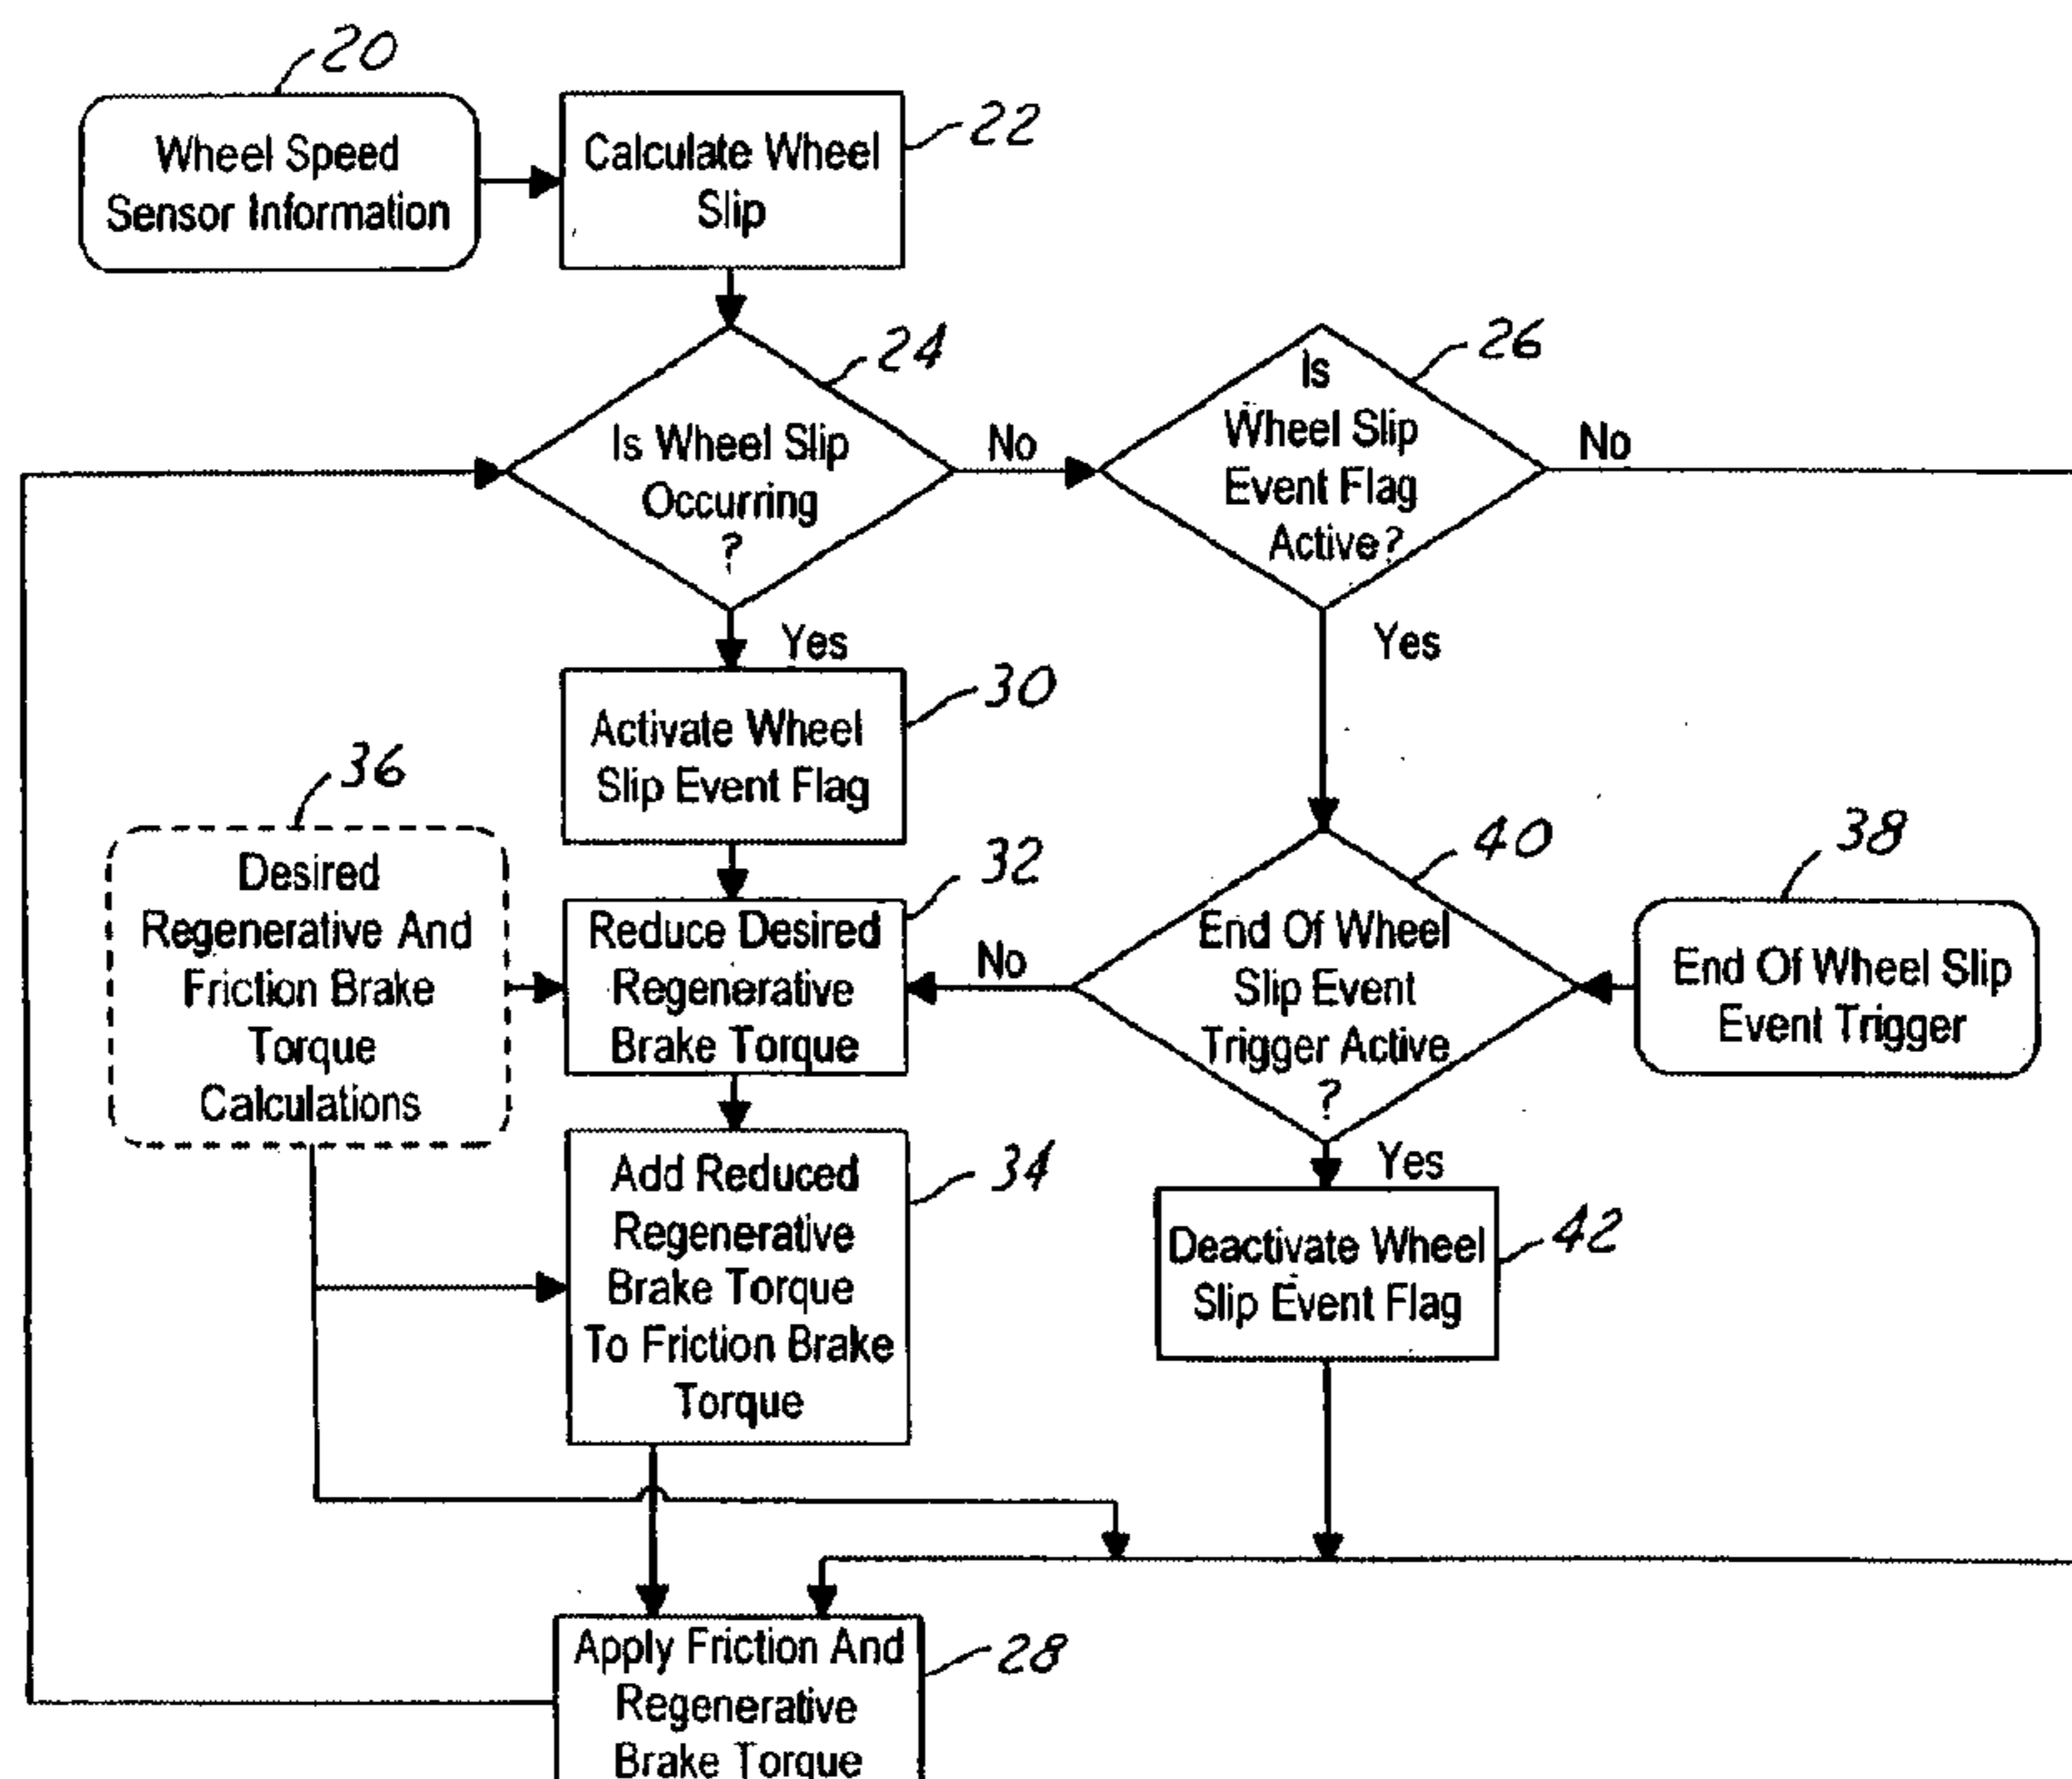 20
Wheel Speed
Sensor Information
Calculate Wheel
Slip
22
24
Is Wheel Slip
Occurring
?
No
Yes
26
Is
Wheel Slip
Event Flag
Active?
No
Yes
30
Activate Wheel
Slip Event Flag
36
Desired
Regenerative And
Friction Brake
Torque
Calculations
32
Reduce Desired
Regenerative
Brake Torque
No
40
End Of Wheel
Slip Event
Trigger Active
?
Yes
38
End Of Wheel Slip
Event Trigger
34
Add Reduced
Regenerative
Brake Torque
To Friction Brake
Torque
42
Deactivate Wheel
Slip Event Flag
Apply Friction And
Regenerative
Brake Torque
28